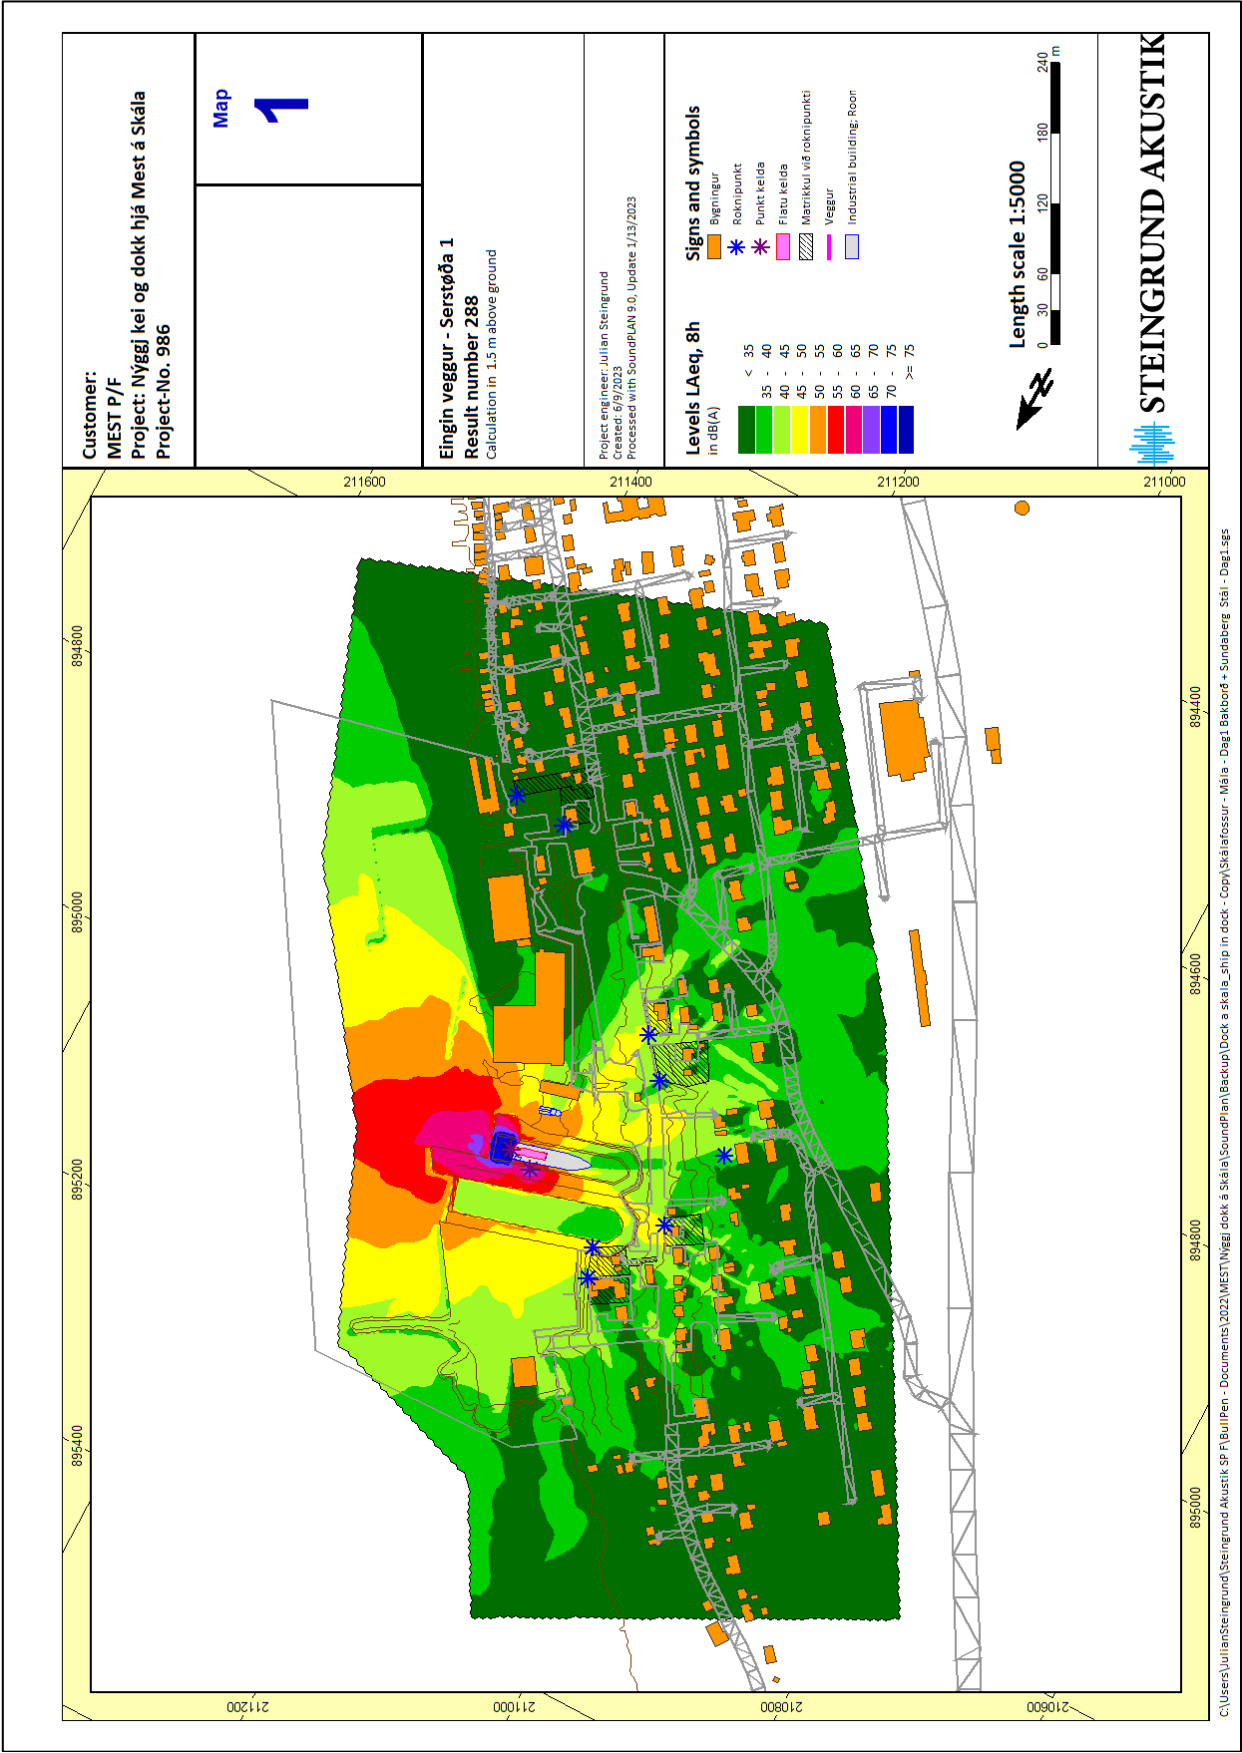 Customer:
MEST P/F
Project: Nýggj kei og dokk hjá Mest á Skála
Project-No. 986
Map
1
Eingin veggur - Serstøða 1
Result number 288
Calculation in 1.5 m above ground
Project engineer: Julian Steingrund
Created: 6/9/2023
Processed with SoundPLAN 9.0, Update 1/13/2023
Levels LAeq, 8h
in dB(A)
< 35
35 - 40
40 - 45
45 - 50
50 - 55
55 - 60
60 - 65
65 - 70
70 - 75
>= 75
Signs and symbols
Bygningur
Roknipunkt
Punkt kelda
Flatu kelda
Matrikkul við roknipunkti
Veggur
Industrial building; Roor
Length scale 1:5000
0 30 60 120 180 240
m
N
STEINGRUND AKUSTIK
211600
211400
211200
211000
894800
895000
895200
895400
894400
894600
894800
895000
211200
211000
210800
210600
C:\Users\JulianSteingrund\Steingrund Akustik SP F\BullPen - Documents\2022\MEST\Nýggj dokk á Skála\SoundPlan\Backup\Dock a skala_ship in dock - Copy\Skálafossur - Mála - Dag1 Bakborð + Sundaberg Stál - Dag1.sgs